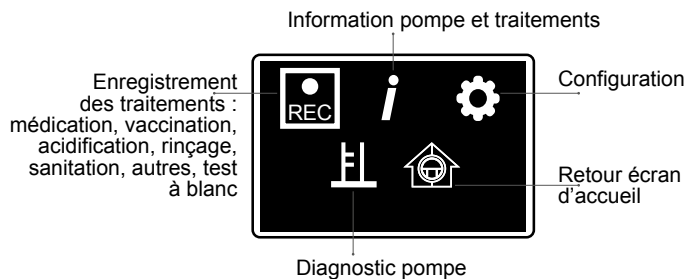 Information pompe et traitements
Enregistrement
des traitements :
médication, vaccination,
acidification, rinçage,
sanitation, autres, test
à blanc
REC
i
Configuration
Retour écran
d’accueil
Diagnostic pompe